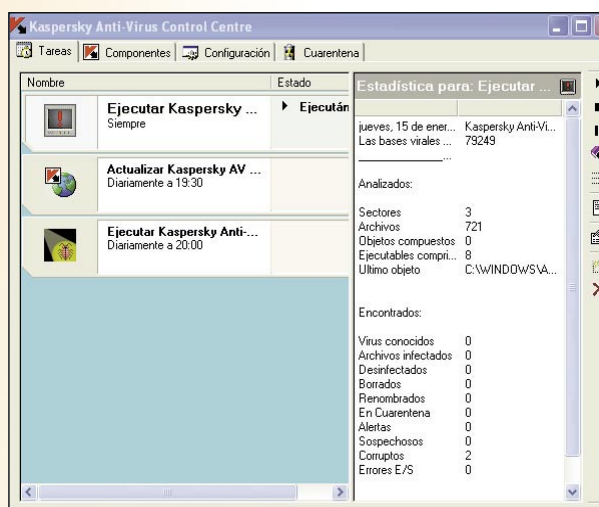 Kaspersky Anti-Virus Control Centre
Tareas Componentes Configuración Cuarentena
Nombre Estado
Ejecutar Kaspersky ... Ejecután
Siempre
Actualizar Kaspersky AV ...
Diariamente a 19:30
Ejecutar Kaspersky Anti-...
Diariamente a 20:00
Estadística para: Ejecutar ...
jueves, 15 de ener... Kaspersky Anti-Vi...
Las bases virales ... 79249
_______________...
Analizados:
Sectores 3
Archivos 721
Objetos compuestos 0
Ejecutables compri... 8
Ultimo objeto C:\WINDOWS\A...
Encontrados:
Virus conocidos 0
Archivos infectados 0
Desinfectados 0
Borrados 0
Renombrados 0
En Cuarentena 0
Alertas 0
Sospechosos 0
Corruptos 2
Errores E/S 0